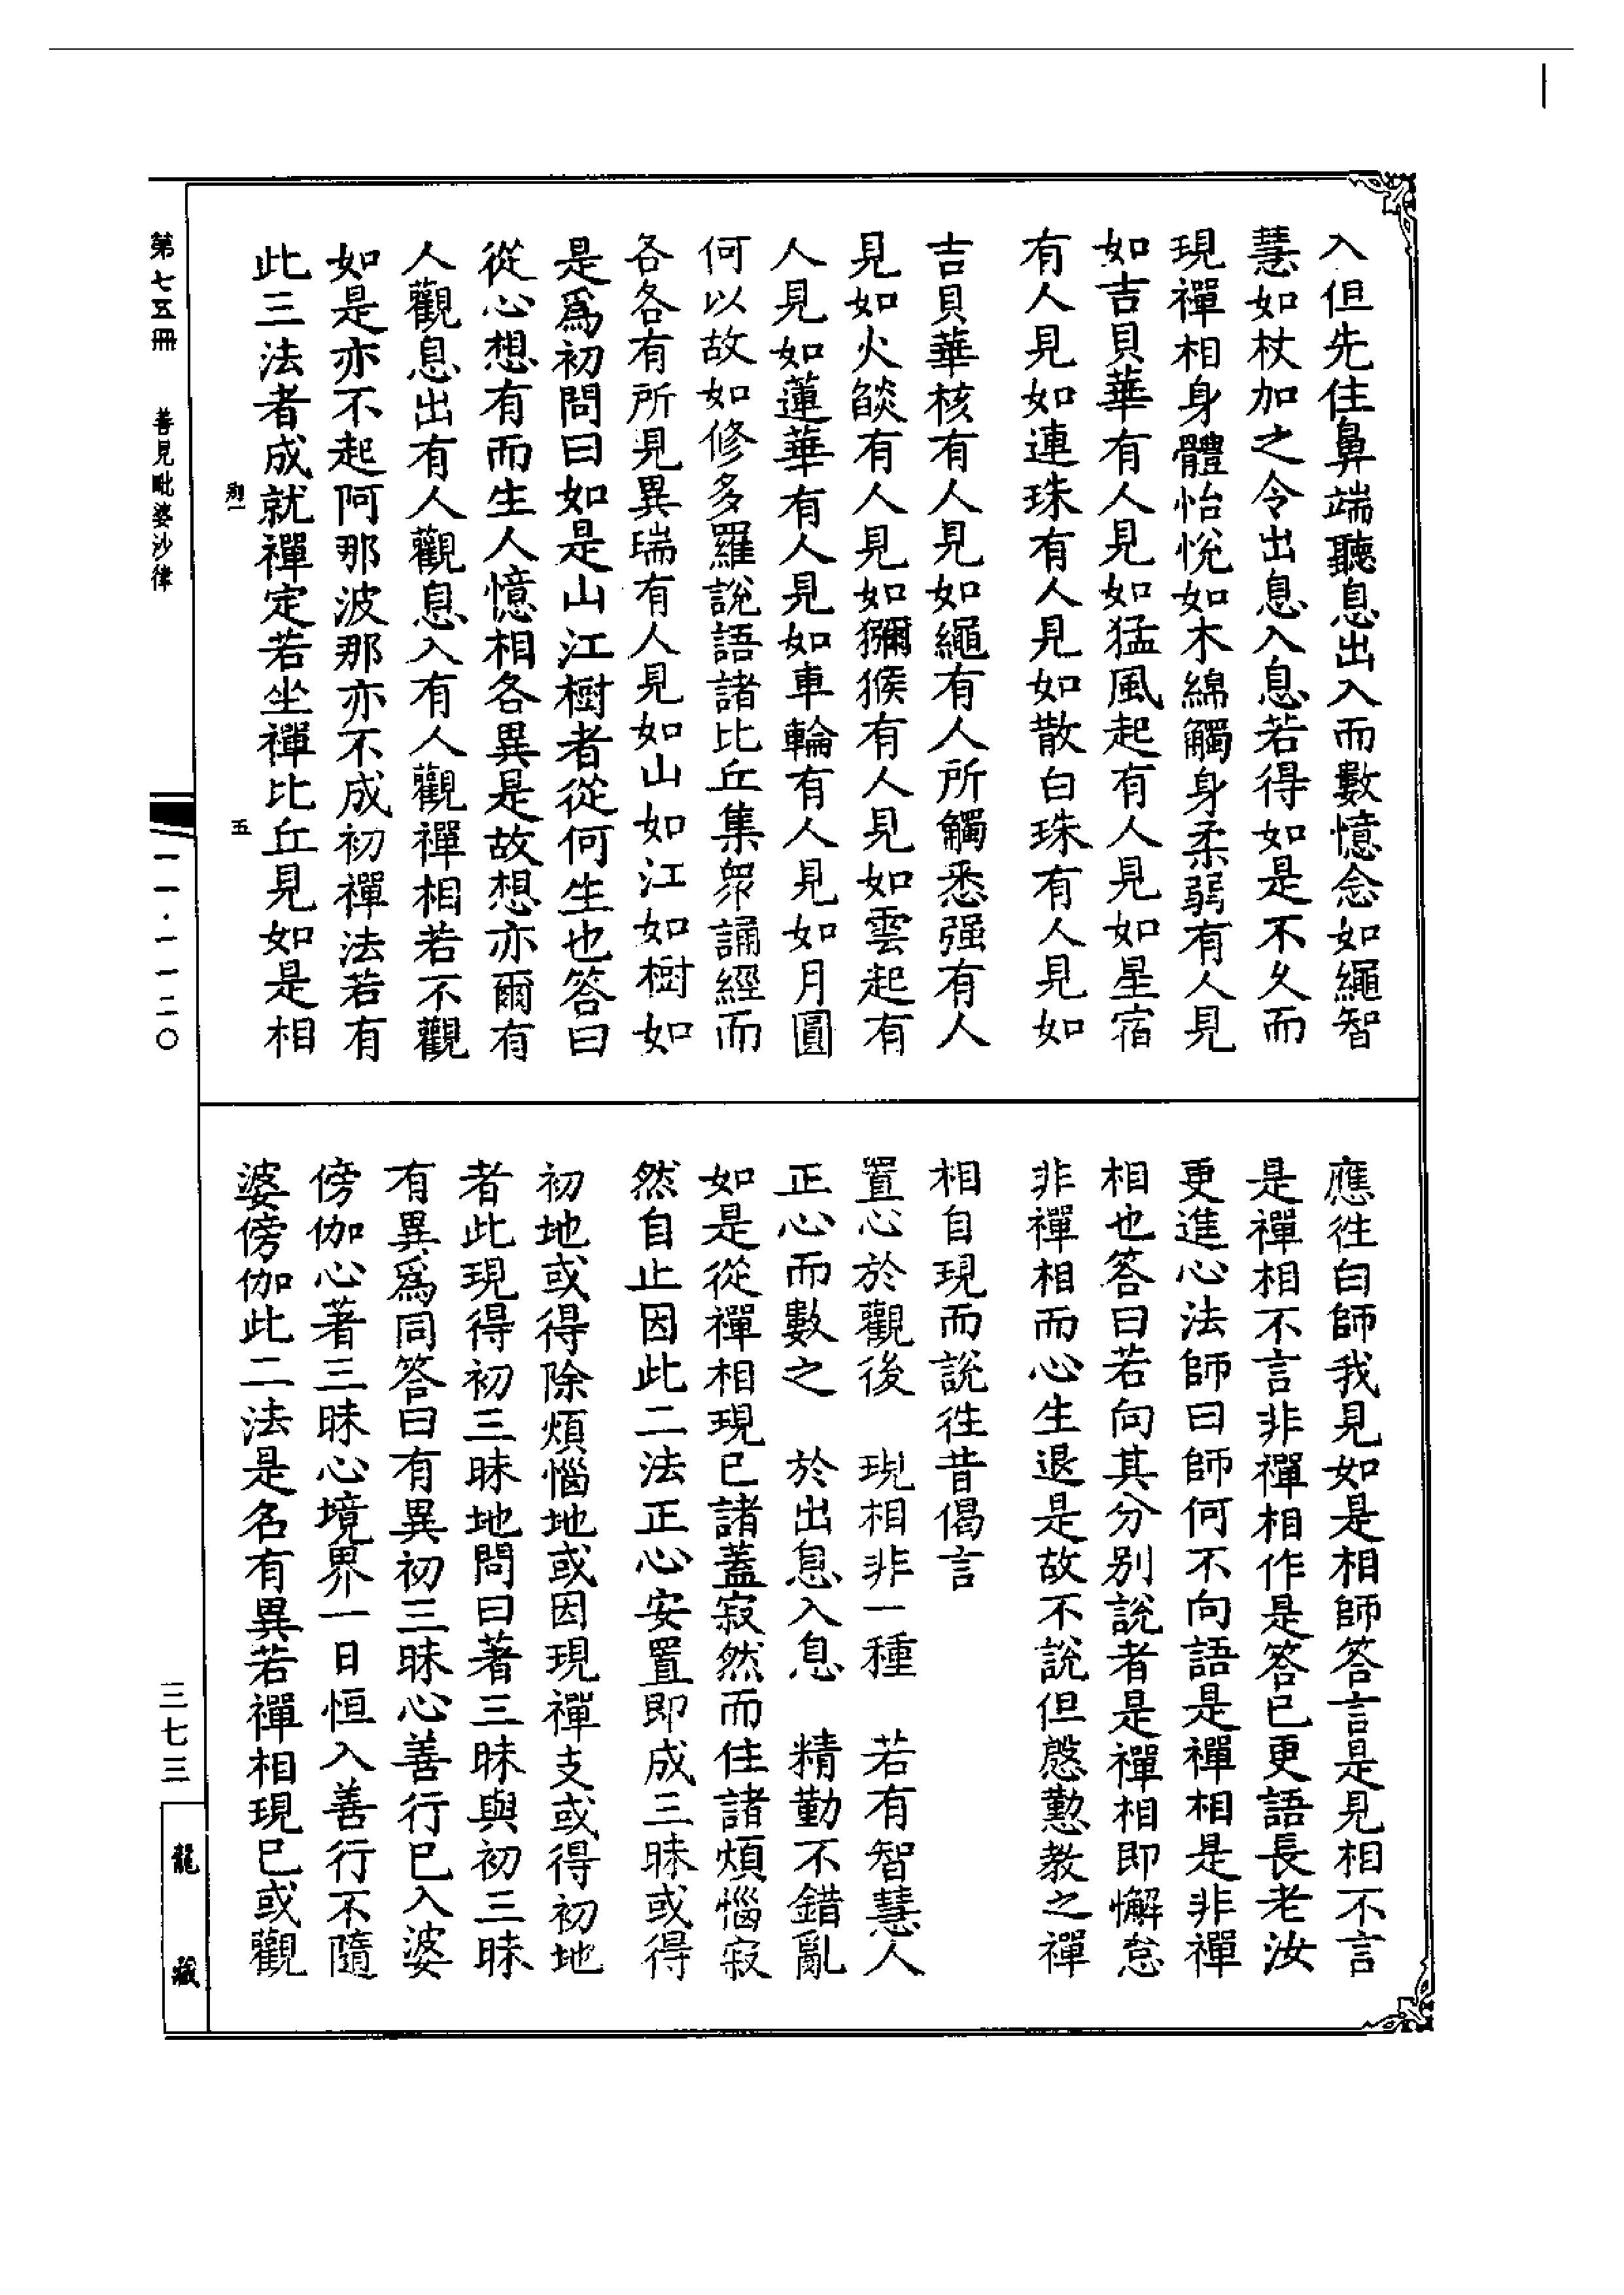 入但先住鼻端聽息出入而數憶念如繩智
慧如杖加之令出息入息若得如是不久而
現禪相身體怡悅如木綿觸身柔弱有人見
如吉貝華有人見如猛風起有人見如星宿
有人見如連珠有人見如散白珠有人見如
吉貝華核有人見如繩有人所觸悉强有人
見如火燄有人見如獼猴有人見如雲起有
人見如蓮華有人見如車輪有人見如月圓
何以故如修多羅說語諸比丘集衆誦經而
各各有所見異瑞有人見如山如江如樹如
是爲初問曰如是山江樹者從何生也答曰
從心想有而生人憶相各異是故想亦爾有
人觀息出有人觀息入有人觀禪相若不觀
如是亦不起阿那波那亦不成初禪法若有
此三法者成就禪定若坐禪比丘見如是相
應往白師我見如是相師答言是見相不言
是禪相不言非禪相作是答已更語長老汝
更進心法師曰師何不向語是禪相是非禪
相也答曰若向其分別說者是禪相即懈怠
非禪相而心生退是故不說但慇懃教之禪
相自現而說往昔偈言
置心於觀後　現相非一種　若有智慧人
正心而數之　於出息入息　精勤不錯亂
如是從禪相現已諸蓋寂然而住諸煩惱寂
然自止因此二法正心安置即成三昧或得
初地或得除煩惱地或因現禪支或得初地
者此現得初三昧地問曰著三昧與初三昧
有異爲同答曰有異初三昧心善行已入婆
傍伽心著三昧心境界一日恒入善行不隨
婆傍伽此二法是名有異若禪相現已或觀
第七五冊　善見毗婆沙律
五
一一·一一二〇
三七三
龍藏